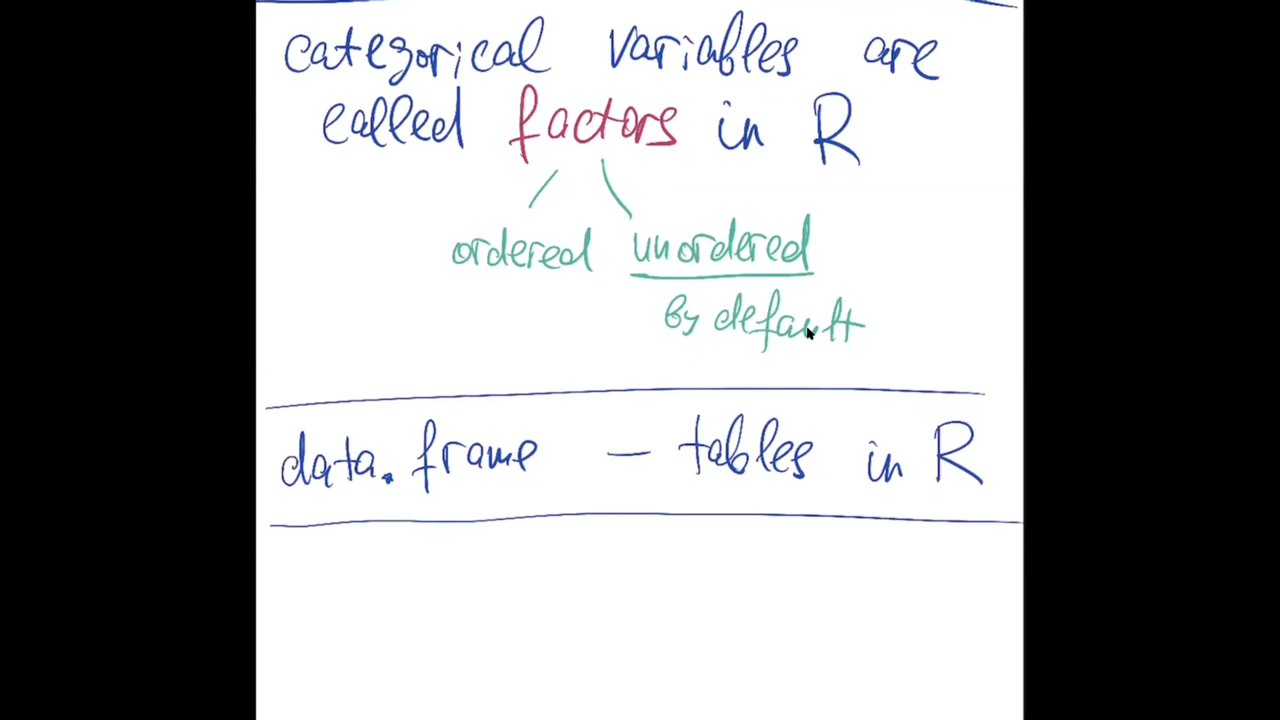 categorical variables are
called factors in R
ordered unordered
by default
data.frame — tables in R